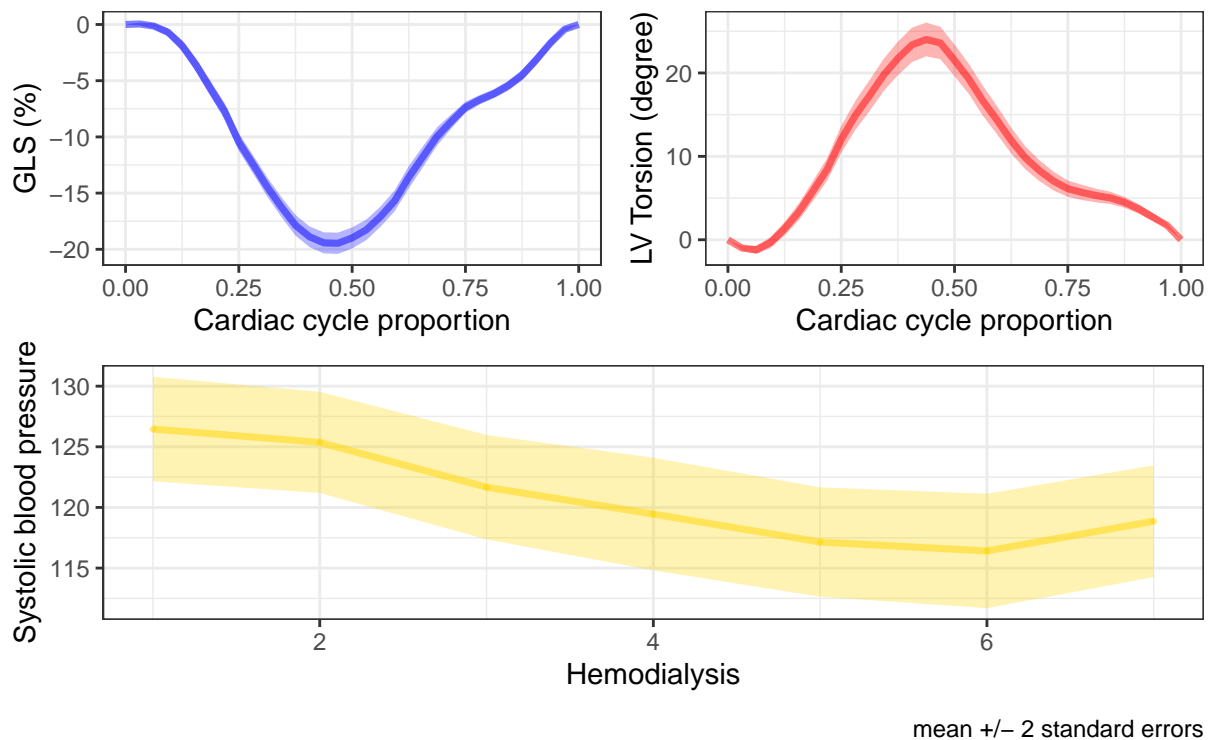 GLS (%)
0
−5
−10
−15
−20
0.00 0.25 0.50 0.75 1.00
Cardiac cycle proportion
LV Torsion (degree)
20
10
0
0.00 0.25 0.50 0.75 1.00
Cardiac cycle proportion
Systolic blood pressure
130
125
120
115
2 4 6
Hemodialysis
mean +/− 2 standard errors